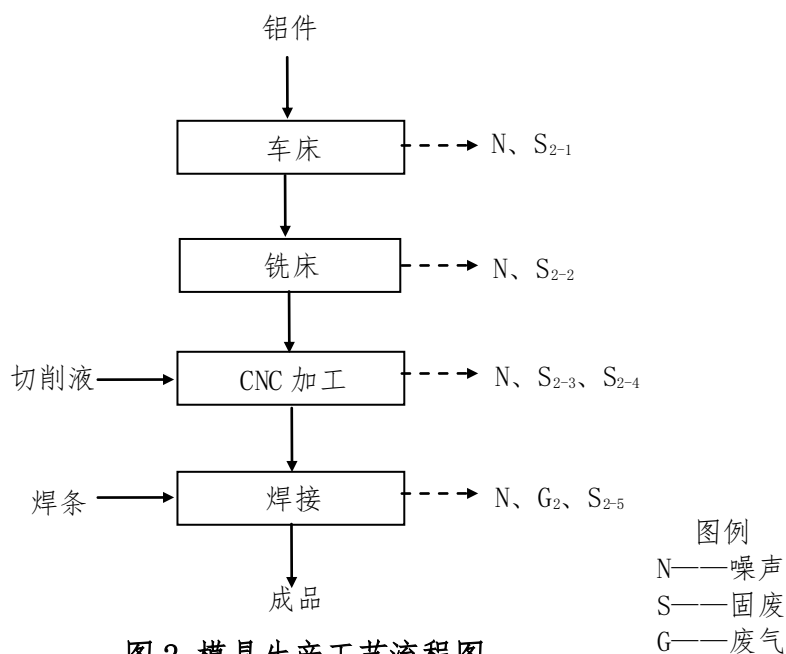 铝件
车床
N、S2-1
铣床
N、S2-2
切削液
CNC 加工
N、S2-3、S2-4
焊条
焊接
N、G2、S2-5
成品
图例
N——噪声
S——固废
G——废气
图 2 模具生产工艺流程图